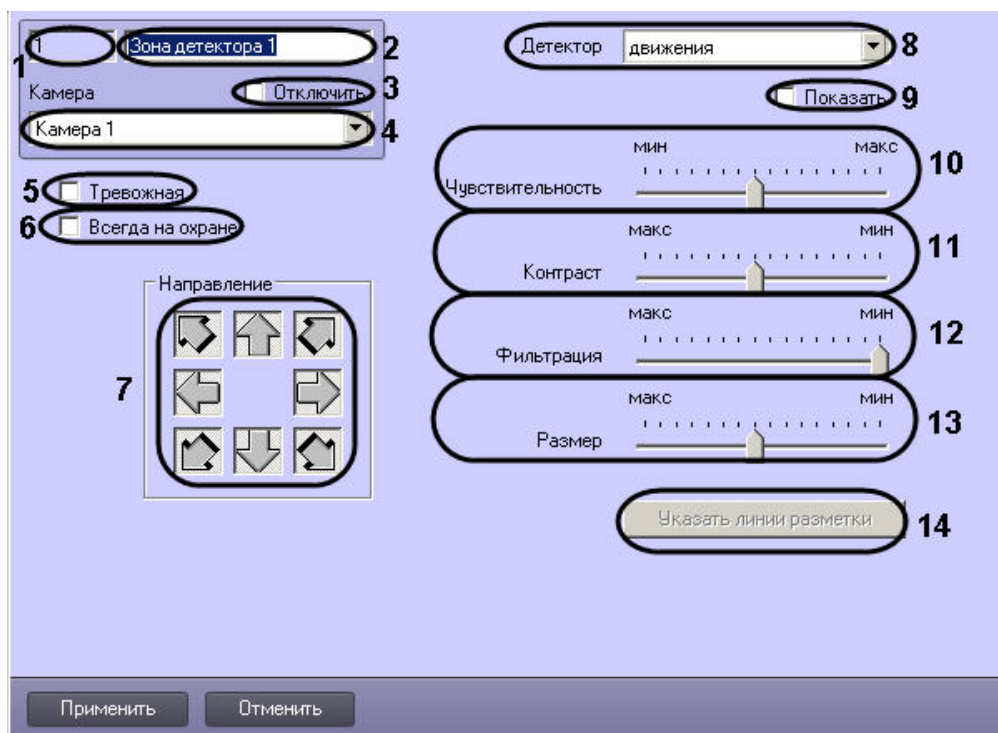 1 Зона детектора 1
1
2
Камера
Отключить
3
Камера 1
4
5
Тревожная
6
Всегда на охране
Направление
7
Детектор
движения
8
Показать
9
мин
макс
Чувствительность
10
макс
мин
Контраст
11
макс
мин
Фильтрация
12
макс
мин
Размер
13
Указать линии разметки
14
Применить
Отменить